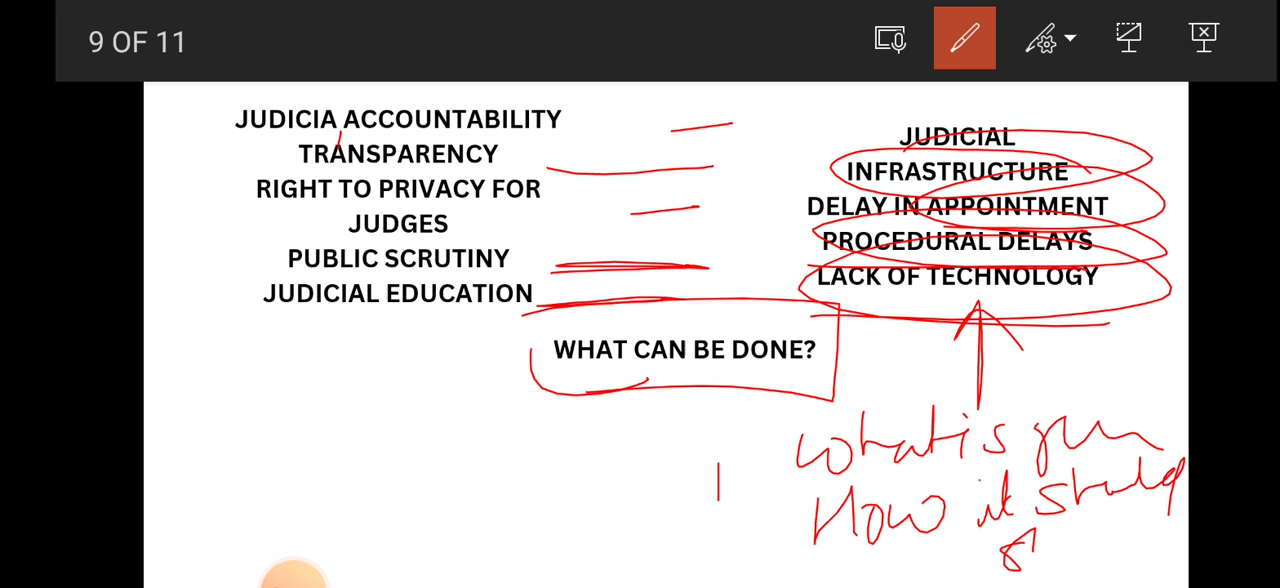 9 OF 11
JUDICIA ACCOUNTABILITY
TRANSPARENCY
RIGHT TO PRIVACY FOR
JUDGES
PUBLIC SCRUTINY
JUDICIAL EDUCATION
JUDICIAL
INFRASTRUCTURE
DELAY IN APPOINTMENT
PROCEDURAL DELAYS
LACK OF TECHNOLOGY
WHAT CAN BE DONE?
what is
How it